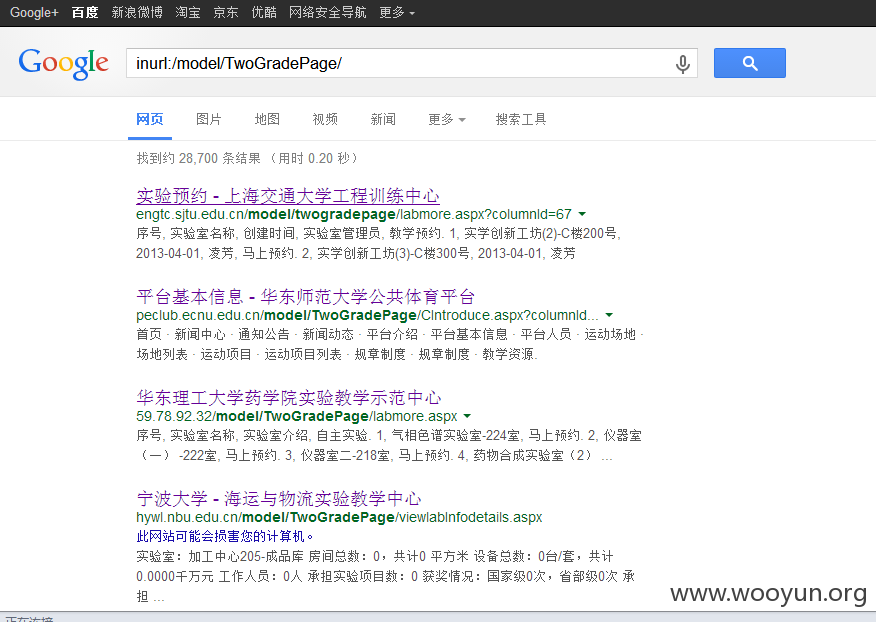 Google+ 百度 新浪微博 淘宝 京东 优酷 网络安全导航 更多
Google inurl:/model/TwoGradePage/
网页 图片 地图 视频 新闻 更多 搜索工具
找到约 28,700 条结果 （用时 0.20 秒）
实验预约 - 上海交通大学工程训练中心
engtc.sjtu.edu.cn/model/twogradepage/labmore.aspx?columnId=67
序号, 实验室名称, 创建时间, 实验室管理员, 教学预约. 1, 实学创新工坊(2)-C楼200号,
2013-04-01, 凌芳, 马上预约. 2, 实学创新工坊(3)-C楼300号, 2013-04-01, 凌芳
平台基本信息 - 华东师范大学公共体育平台
peclub.ecnu.edu.cn/model/TwoGradePage/CIntroduce.aspx?columnId...
首页 · 新闻中心 · 通知公告 · 新闻动态 · 平台介绍 · 平台基本信息 · 平台人员 · 运动场地 ·
场地列表 · 运动项目 · 运动项目列表 · 规章制度 · 规章制度 · 教学资源.
华东理工大学药学院实验教学示范中心
59.78.92.32/model/TwoGradePage/labmore.aspx
序号, 实验室名称, 实验室介绍, 自主实验. 1, 气相色谱实验室-224室, 马上预约. 2, 仪器室
（一） -222室, 马上预约. 3, 仪器室二-218室, 马上预约. 4, 药物合成实验室（2） ...
宁波大学 - 海运与物流实验教学中心
hywl.nbu.edu.cn/model/TwoGradePage/viewlabInfodetails.aspx
此网站可能会损害您的计算机。
实验室：加工中心205-成品库 房间总数：0，共计0 平方米 设备总数：0台/套，共计
0.0000千万元 工作人员：0人 承担实验项目数：0 获奖情况：国家级0次，省部级0次 承
担 ...
www.wooyun.org
正在连接